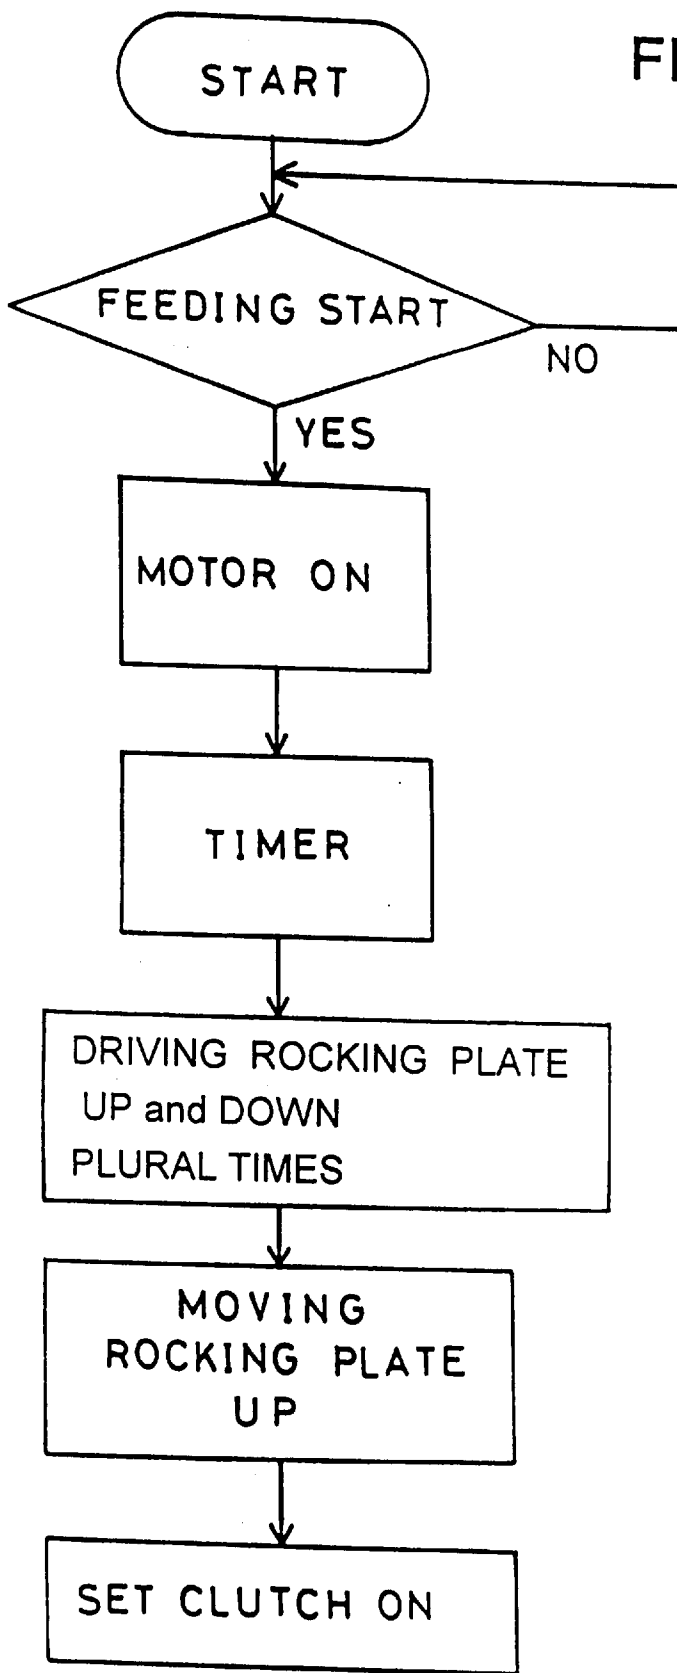 START
FEEDING START
NO
YES
MOTOR ON
TIMER
DRIVING ROCKING PLATE
UP and DOWN
PLURAL TIMES
MOVING
ROCKING PLATE
UP
SET CLUTCH ON